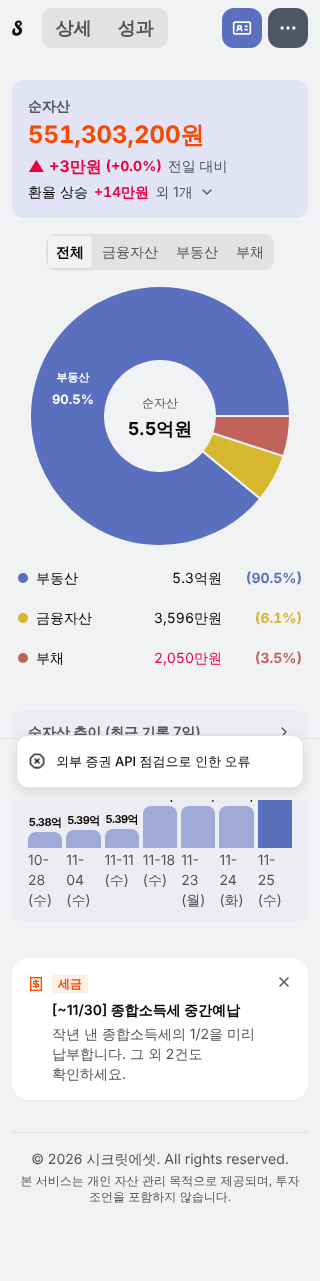 S
상세 성과
순자산
551,303,200원
▲ +3만원 (+0.0%) 전일 대비
환율 상승 +14만원 외 1개
전체 금융자산 부동산 부채
부동산
90.5%
순자산
5.5억원
부동산 5.3억원 (90.5%)
금융자산 3,596만원 (6.1%)
부채 2,050만원 (3.5%)
순자산 추이 (최근 기록 7일)
외부 증권 API 점검으로 인한 오류
5.38억 5.39억 5.39억
10-28 (수) 11-04 (수) 11-11 (수) 11-18 (수) 11-23 (월) 11-24 (화) 11-25 (수)
세금
[~11/30] 종합소득세 중간예납
작년 낸 종합소득세의 1/2을 미리
납부합니다. 그 외 2건도
확인하세요.
© 2026 시크릿에셋. All rights reserved.
본 서비스는 개인 자산 관리 목적으로 제공되며, 투자
조언을 포함하지 않습니다.